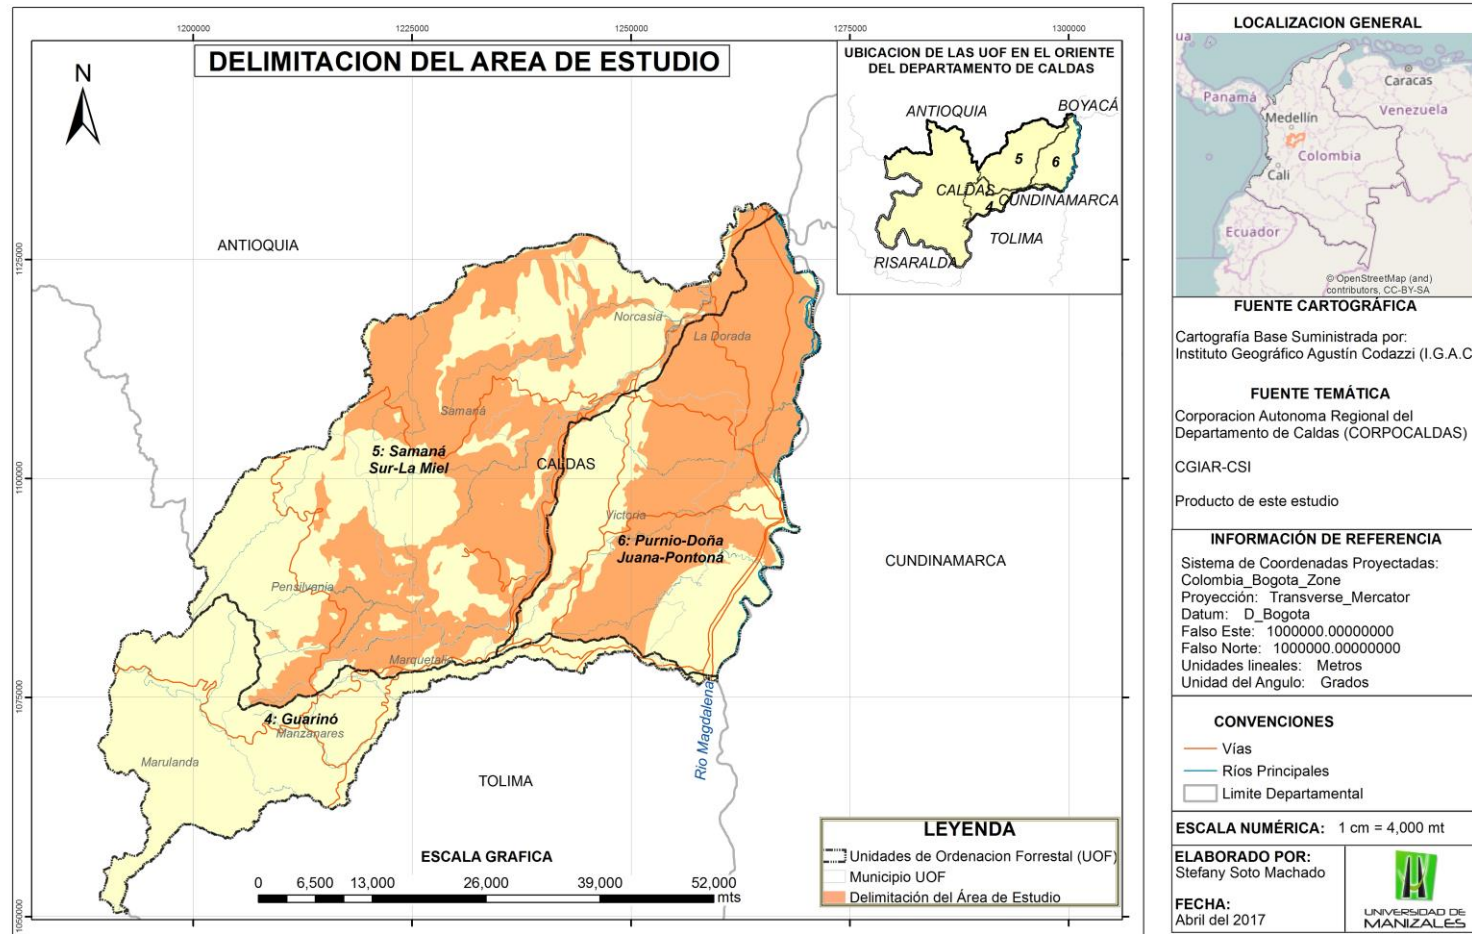 1200000
1225000
1250000
1275000
1300000
DELIMITACION DEL AREA DE ESTUDIO
N
UBICACION DE LAS UOF EN EL ORIENTE
DEL DEPARTAMENTO DE CALDAS
ANTIOQUIA
BOYACÁ
5
6
CALDAS
4
CUNDINAMARCA
TOLIMA
RISARALDA
1125000
1100000
1075000
1050000
ANTIOQUIA
Norcasia
La Dorada
Samaná
5: Samaná
Sur-La Miel
CALDAS
Victoria
6: Purnio-Doña
Juana-Pontoná
CUNDINAMARCA
Pensilvania
Marquetalia
4: Guarinó
Manzanares
Marulanda
Rio Magdalena
TOLIMA
ESCALA GRAFICA
0
6,500
13,000
26,000
39,000
52,000
mts
LEYENDA
Unidades de Ordenacion Forrestal (UOF)
Municipio UOF
Delimitación del Área de Estudio
LOCALIZACION GENERAL
ua
Caracas
Panamá
Venezuela
Medellín
Colombia
Cali
Ecuador
© OpenStreetMap (and)
contributors, CC-BY-SA
FUENTE CARTOGRÁFICA
Cartografía Base Suministrada por:
Instituto Geográfico Agustín Codazzi (I.G.A.C
FUENTE TEMÁTICA
Corporacion Autonoma Regional del
Departamento de Caldas (CORPOCALDAS)
CGIAR-CSI
Producto de este estudio
INFORMACIÓN DE REFERENCIA
Sistema de Coordenadas Proyectadas:
Colombia_Bogota_Zone
Proyección: Transverse_Mercator
Datum: D_Bogota
Falso Este: 1000000.00000000
Falso Norte: 1000000.00000000
Unidades lineales: Metros
Unidad del Angulo: Grados
CONVENCIONES
Vías
Ríos Principales
Limite Departamental
ESCALA NUMÉRICA: 1 cm = 4,000 mt
ELABORADO POR:
Stefany Soto Machado
FECHA:
Abril del 2017
UNIVERSIDAD DE
MANIZALES